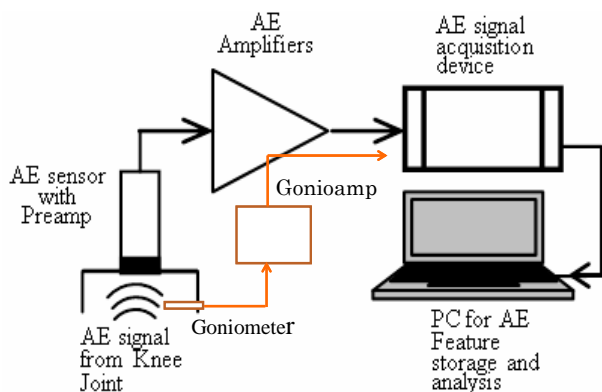 AE
Amplifiers
AE signal
acquisition
device
AE sensor
with
Preamp
Gonioamp
Goniometer
AE signal
from Knee
Joint
PC for AE
Feature
storage and
analysis